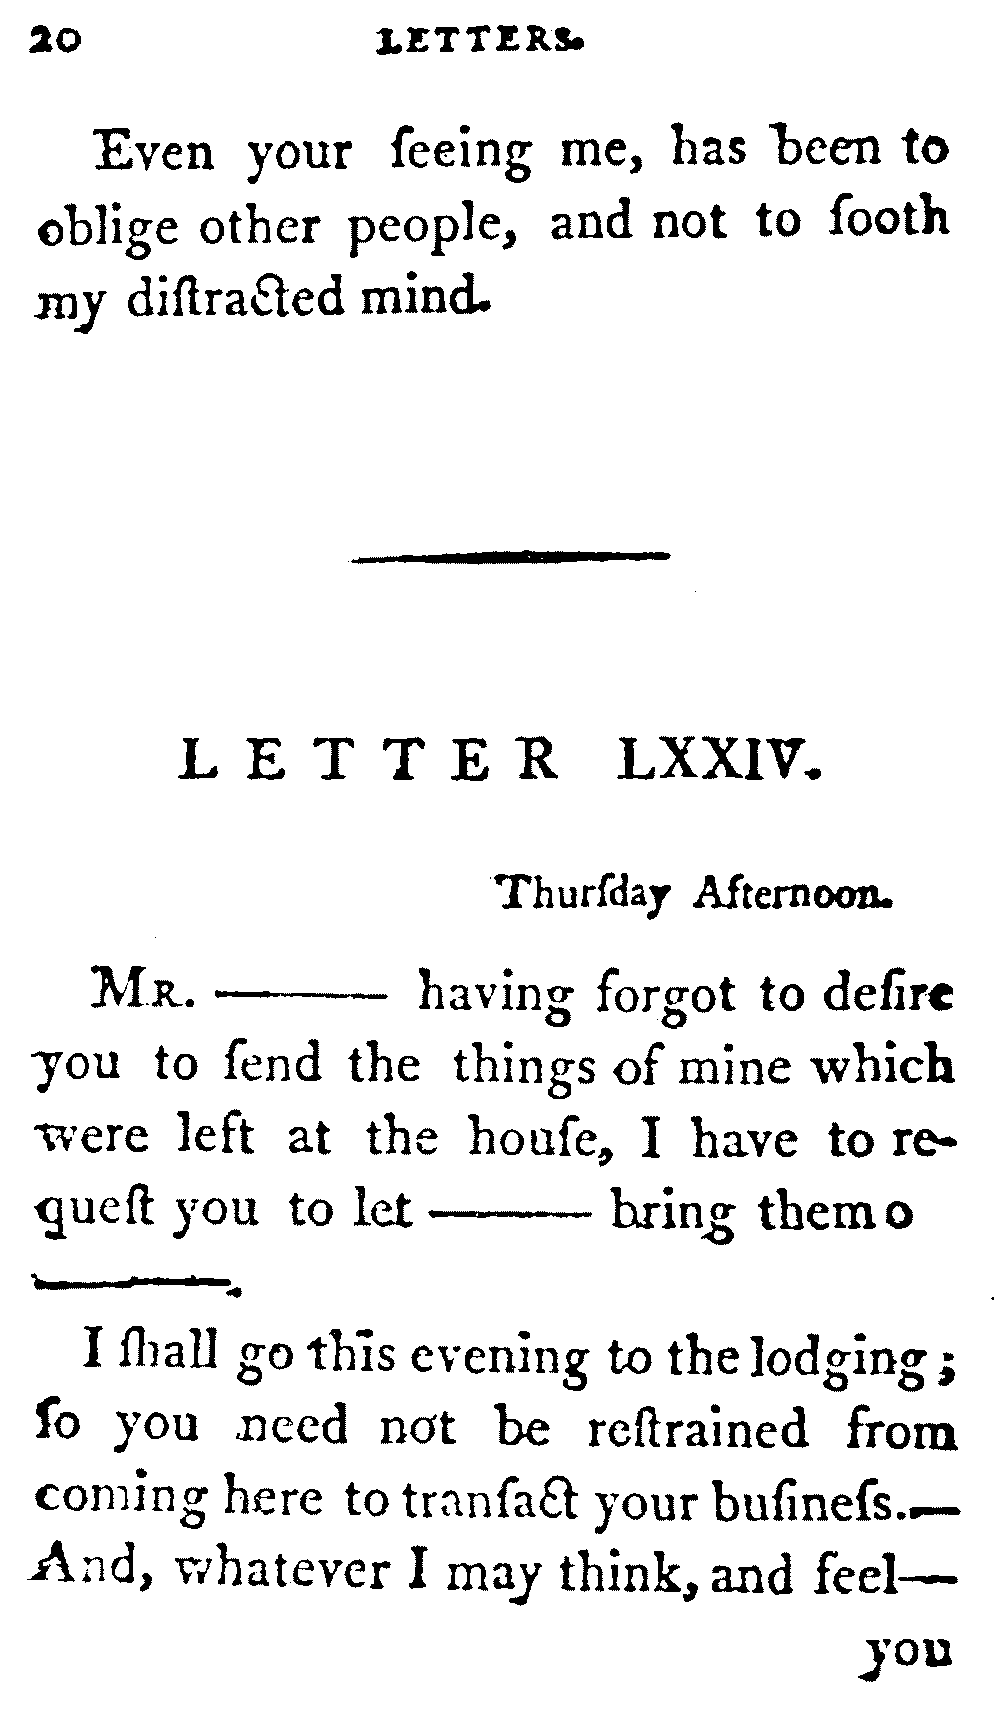 20 LETTERS.
Even your ſeeing me, has been to
oblige other people, and not to ſooth
my diſtracted mind.
LETTER LXXIV.
Thurſday Afternoon.
MR. ——— having forgot to deſire
you to ſend the things of mine which
were left at the houſe, I have to re-
queſt you to let ——— bring them o
———.
I ſhall go this evening to the lodging;
ſo you need not be reſtrained from
coming here to tranſact your buſineſs.—
And, whatever I may think, and feel—
you